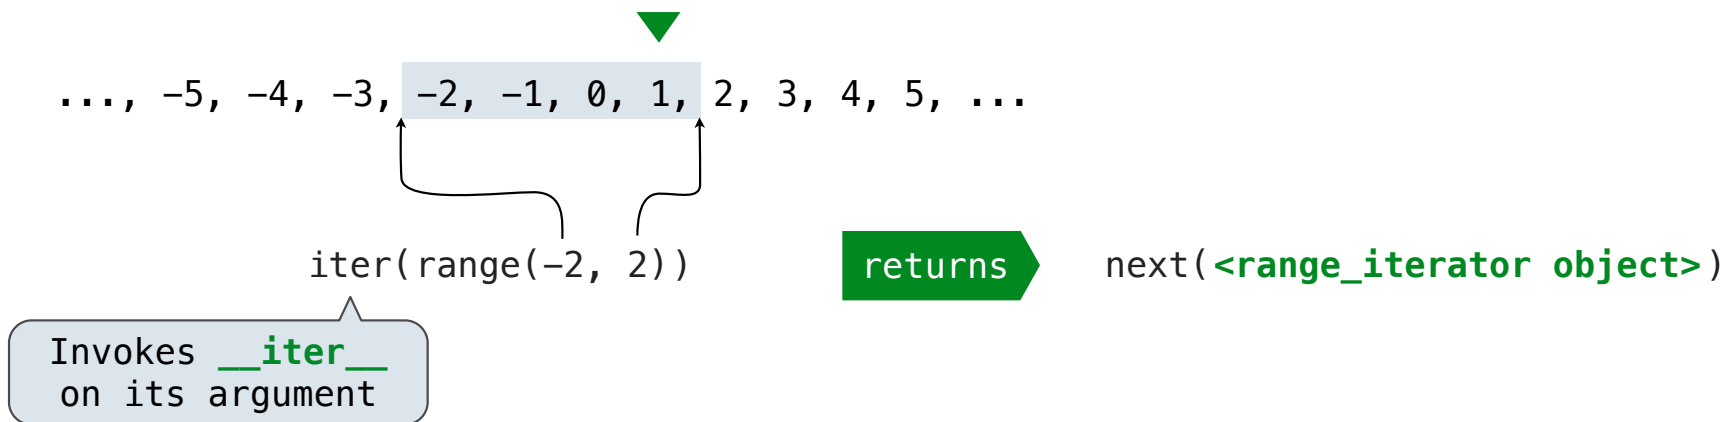 ..., −5, −4, −3, −2, −1, 0, 1, 2, 3, 4, 5, ...
iter(range(−2, 2))
returns
next(<range_iterator object>)
Invokes __iter__
on its argument